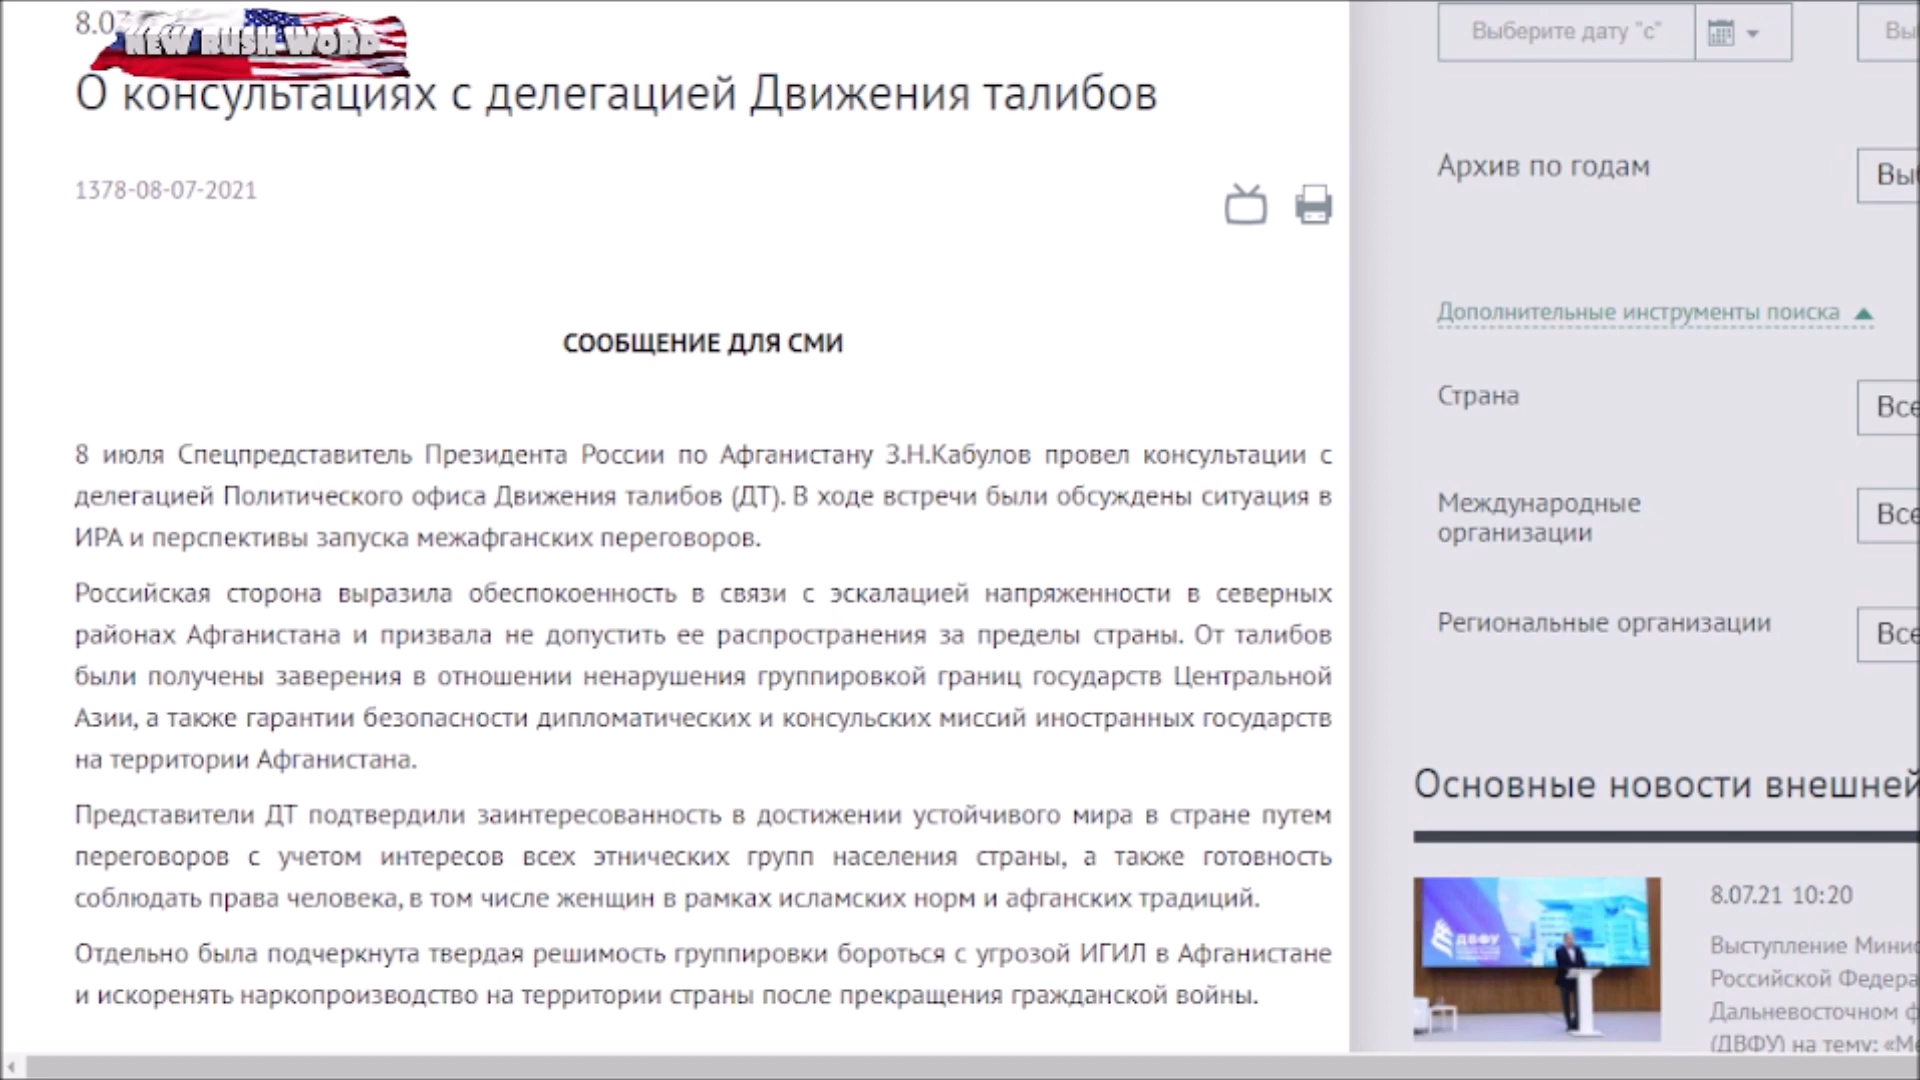 8.0
NEW RUSH WORD
О консультациях с делегацией Движения талибов
1378-08-07-2021
СООБЩЕНИЕ ДЛЯ СМИ
8 июля Спецпредставитель Президента России по Афганистану З.Н.Кабулов провел консультации с
делегацией Политического офиса Движения талибов (ДТ). В ходе встречи были обсуждены ситуация в
ИРА и перспективы запуска межафганских переговоров.
Российская сторона выразила обеспокоенность в связи с эскалацией напряженности в северных
районах Афганистана и призвала не допустить ее распространения за пределы страны. От талибов
были получены заверения в отношении ненарушения группировкой границ государств Центральной
Азии, а также гарантии безопасности дипломатических и консульских миссий иностранных государств
на территории Афганистана.
Представители ДТ подтвердили заинтересованность в достижении устойчивого мира в стране путем
переговоров с учетом интересов всех этнических групп населения страны, а также готовность
соблюдать права человека, в том числе женщин в рамках исламских норм и афганских традиций.
Отдельно была подчеркнута твердая решимость группировки бороться с угрозой ИГИЛ в Афганистане
и искоренять наркопроизводство на территории страны после прекращения гражданской войны.
Выберите дату "с"
Вы
Архив по годам
Выб
Дополнительные инструменты поиска
Страна
Все
Международные
организации
Все
Региональные организации
Все
Основные новости внешней
ДВФУ
8.07.21 10:20
Выступление Минис
Российской Федера
Дальневосточном ф
(ДВФУ) на тему: «Ме